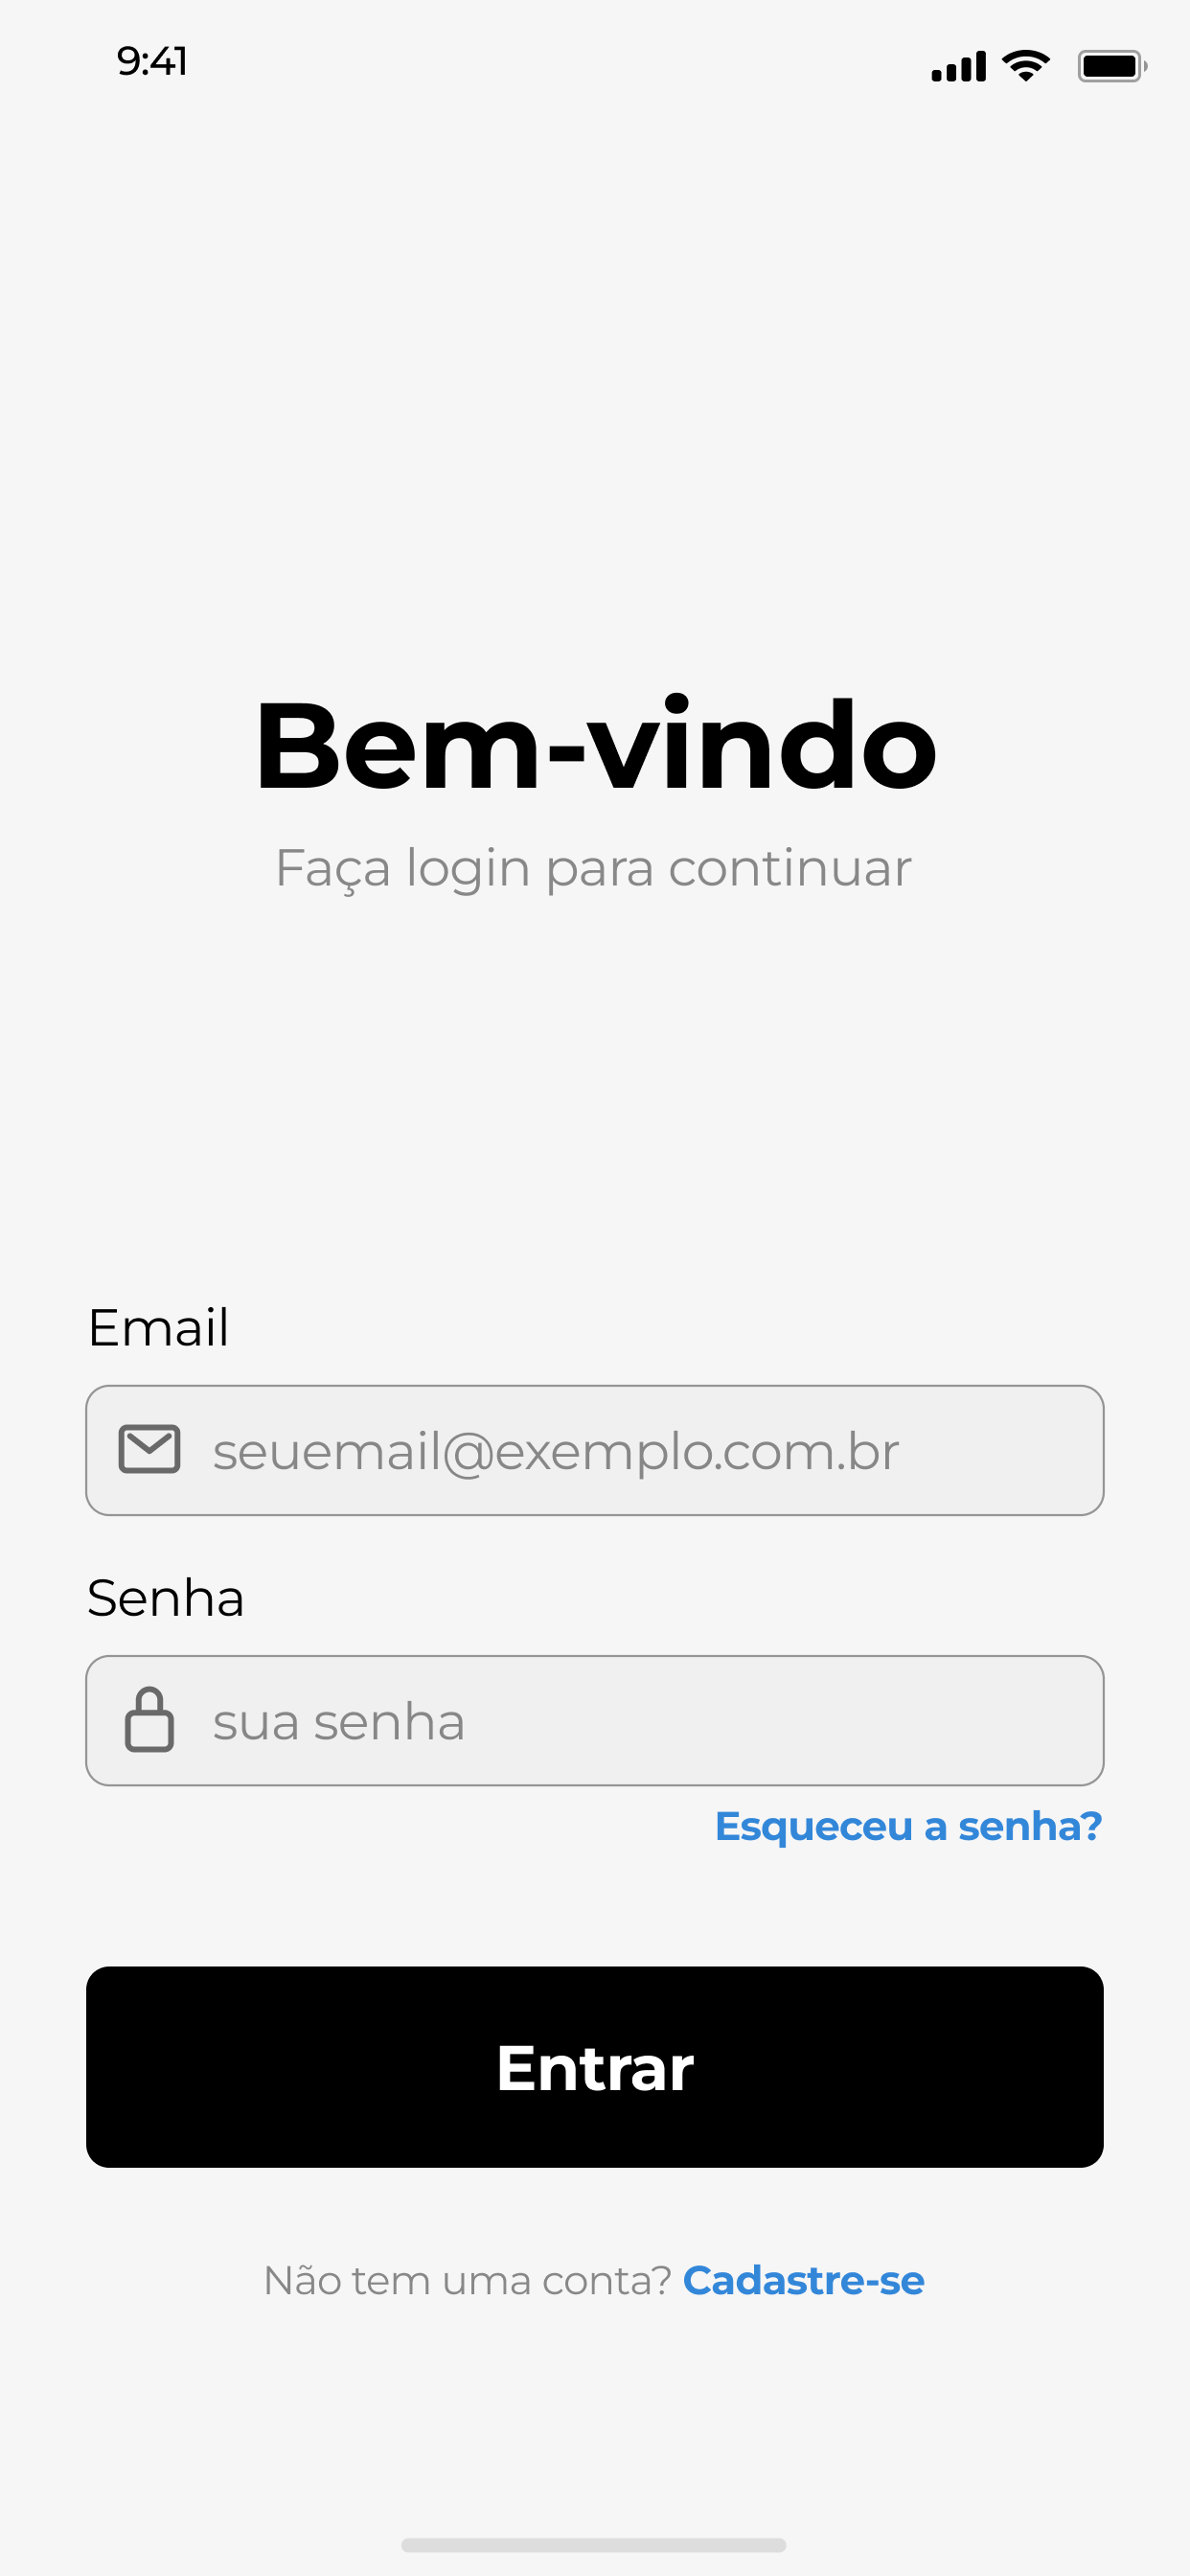 9:41
Bem-vindo
Faça login para continuar
Email
seuemail@exemplo.com.br
Senha
sua senha
Esqueceu a senha?
Entrar
Não tem uma conta? Cadastre-se